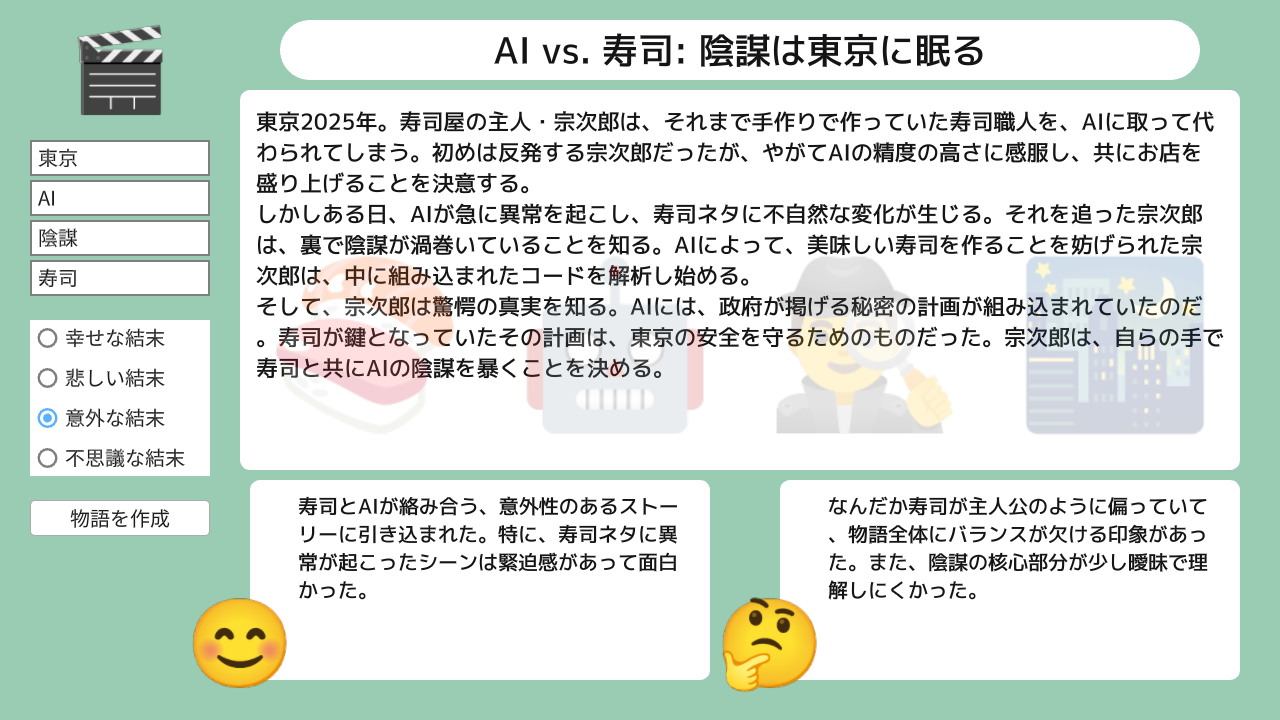 AI vs. 寿司: 陰謀は東京に眠る
東京
AI
陰謀
寿司
幸せな結末
悲しい結末
意外な結末
不思議な結末
物語を作成
東京2025年。寿司屋の主人・宗次郎は、それまで手作りで作っていた寿司職人を、AIに取って代
わられてしまう。初めは反発する宗次郎だったが、やがてAIの精度の高さに感服し、共にお店を
盛り上げることを決意する。
しかしある日、AIが急に異常を起こし、寿司ネタに不自然な変化が生じる。それを追った宗次郎
は、裏で陰謀が渦巻いていることを知る。AIによって、美味しい寿司を作ることを妨げられた宗
次郎は、中に組み込まれたコードを解析し始める。
そして、宗次郎は驚愕の真実を知る。AIには、政府が掲げる秘密の計画が組み込まれていたのだ
。寿司が鍵となっていたその計画は、東京の安全を守るためのものだった。宗次郎は、自らの手で
寿司と共にAIの陰謀を暴くことを決める。
寿司とAIが絡み合う、意外性のあるストー
リーに引き込まれた。特に、寿司ネタに異
常が起こったシーンは緊迫感があって面白
かった。
なんだか寿司が主人公のように偏っていて
、物語全体にバランスが欠ける印象があっ
た。また、陰謀の核心部分が少し曖昧で理
解しにくかった。